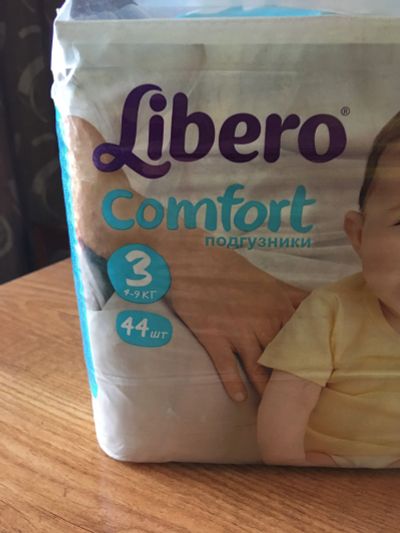 Libero®
Comfort
подгузники
3
4-9 КГ
44 шт